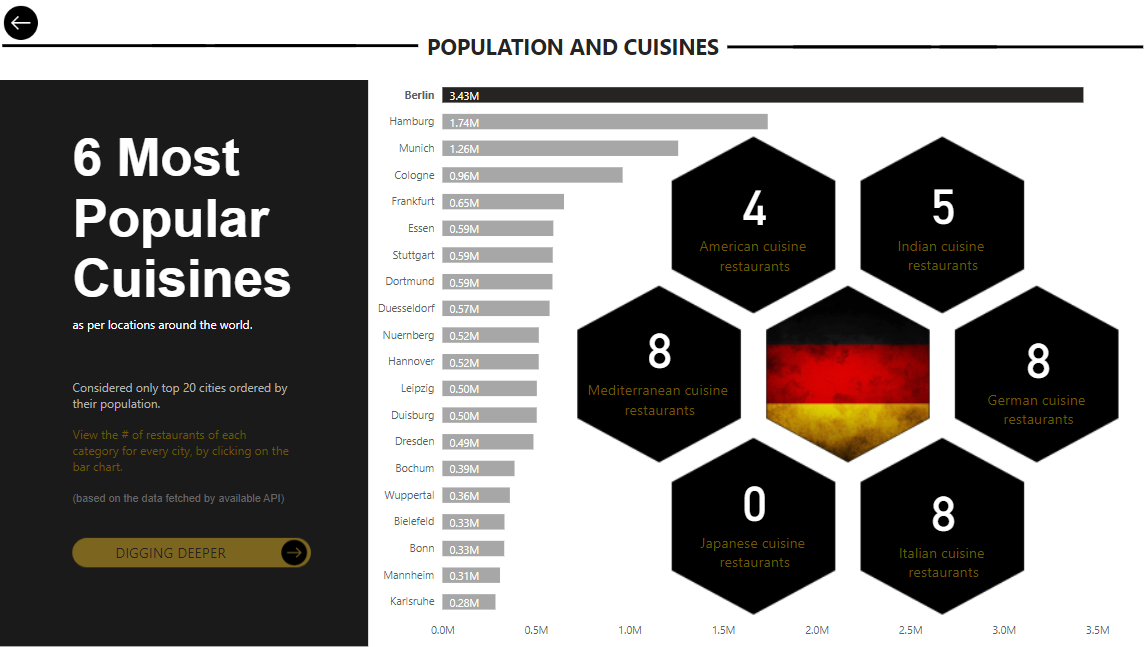 POPULATION AND CUISINES
6 Most
Popular
Cuisines
as per locations around the world.
Considered only top 20 cities ordered by
their population.
View the # of restaurants of each
category for every city, by clicking on the
bar chart.
(based on the data fetched by available API)
DIGGING DEEPER
Berlin 3.43M
Hamburg 1.74M
Munich 1.26M
Cologne 0.96M
Frankfurt 0.65M
Essen 0.59M
Stuttgart 0.59M
Dortmund 0.59M
Duesseldorf 0.57M
Nuernberg 0.52M
Hannover 0.52M
Leipzig 0.50M
Duisburg 0.50M
Dresden 0.49M
Bochum 0.39M
Wuppertal 0.36M
Bielefeld 0.33M
Bonn 0.33M
Mannheim 0.31M
Karlsruhe 0.28M
0.0M 0.5M 1.0M 1.5M 2.0M 2.5M 3.0M 3.5M
4
American cuisine
restaurants
5
Indian cuisine
restaurants
8
Mediterranean cuisine
restaurants
8
German cuisine
restaurants
0
Japanese cuisine
restaurants
8
Italian cuisine
restaurants